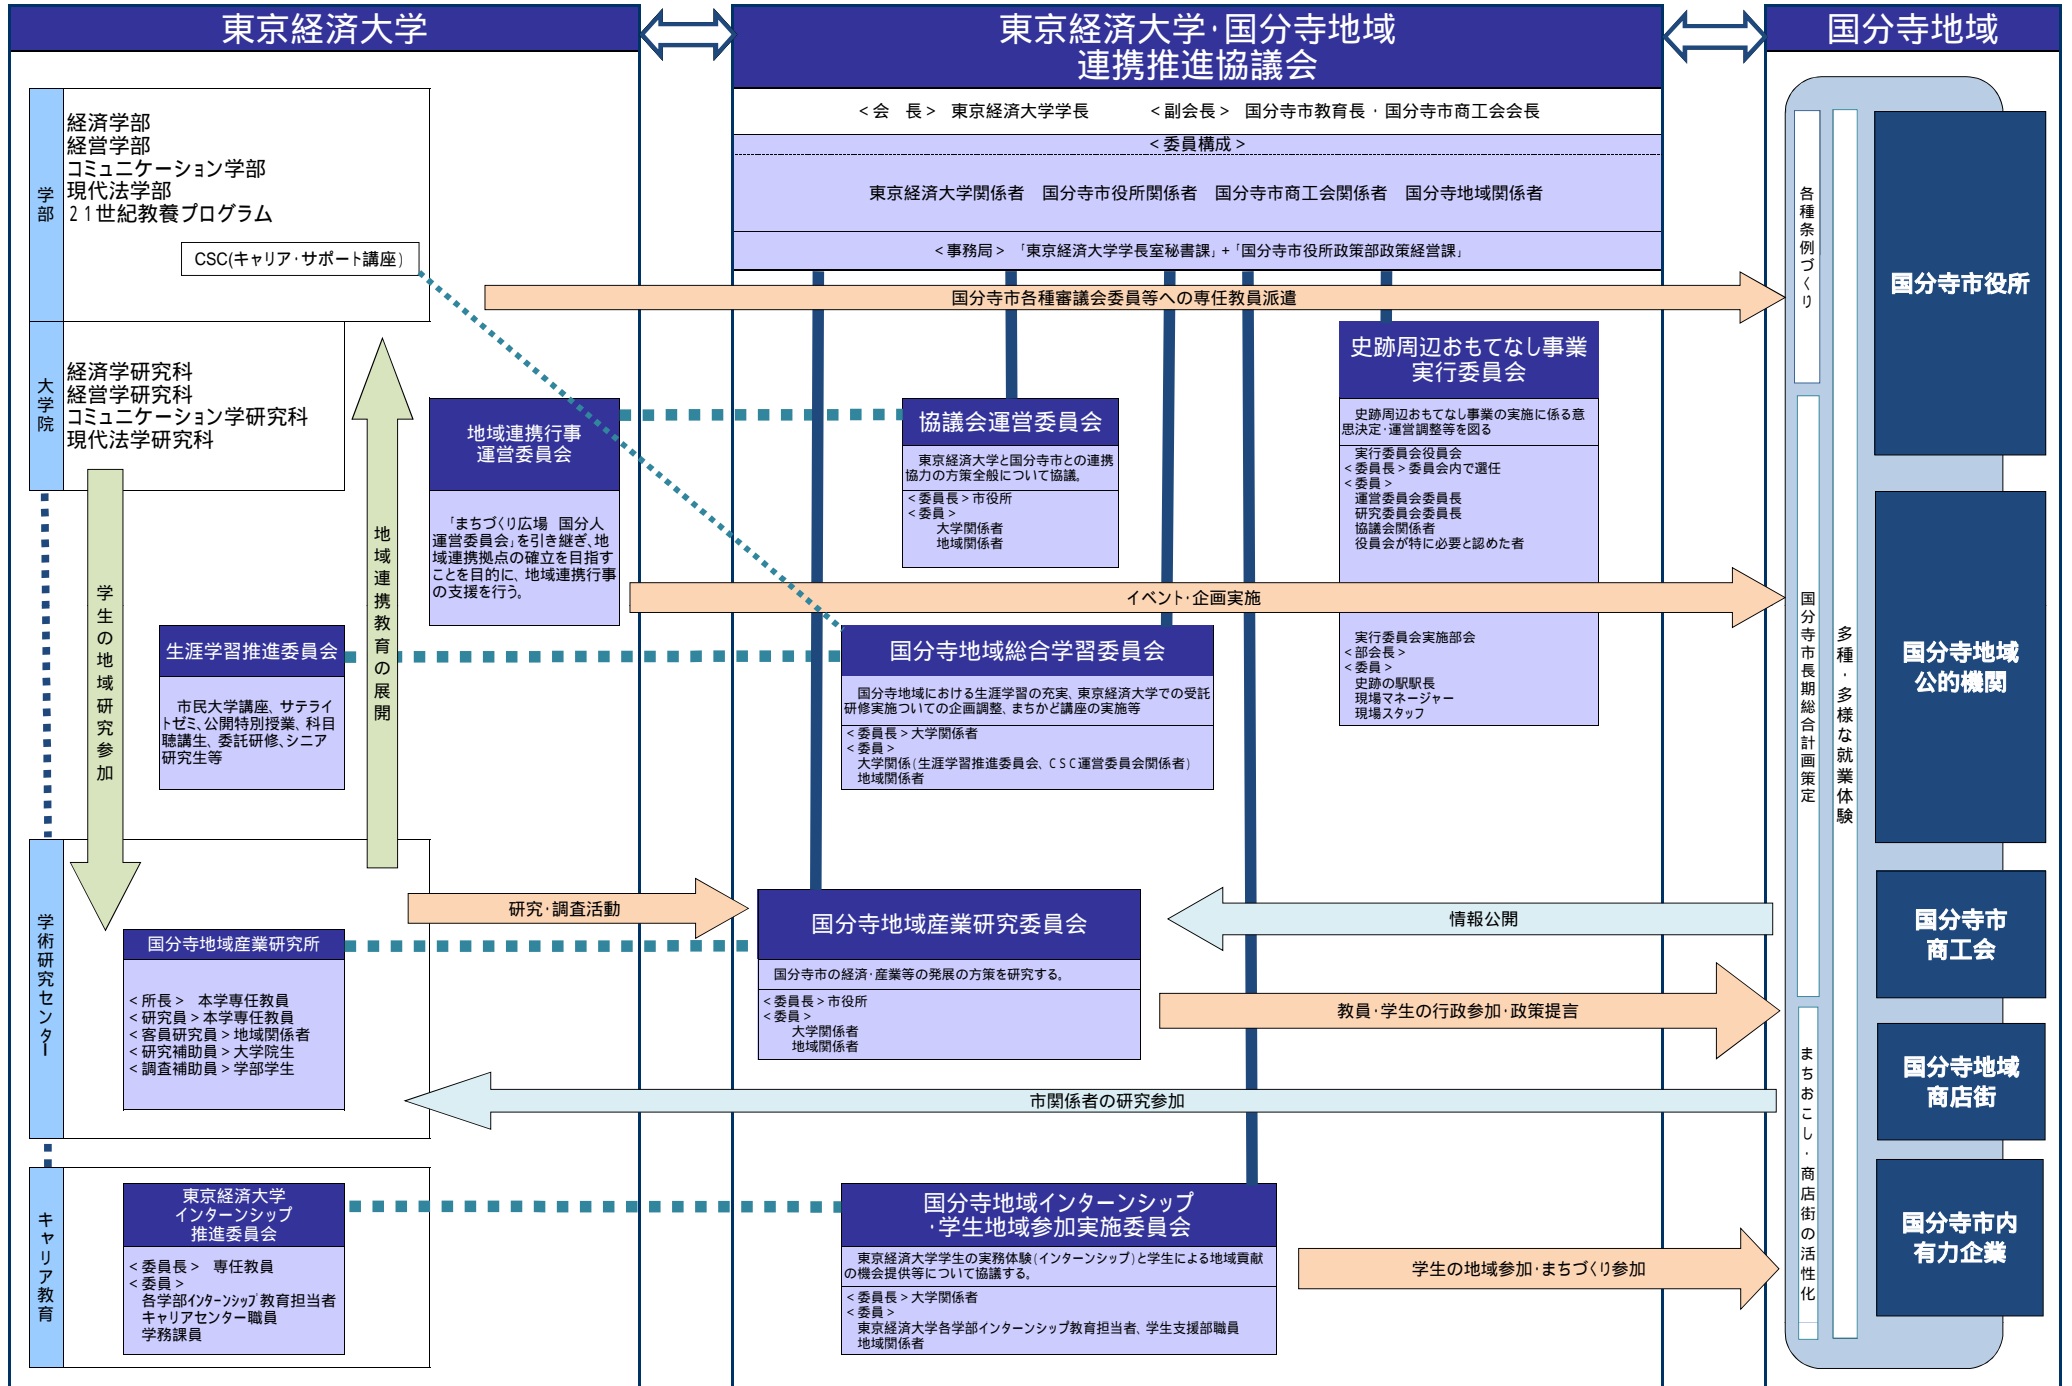 東京経済大学
東京経済大学・国分寺地域
連携推進協議会
国分寺地域
学部
経済学部
経営学部
コミュニケーション学部
現代法学部
21世紀教養プログラム
CSC(キャリア・サポート講座)
大学院
経済学研究科
経営学研究科
コミュニケーション学研究科
現代法学研究科
学生の地域研究参加
地域連携教育の展開
地域連携行事
運営委員会
「まちづくり広場 国分人
運営委員会」を引き継ぎ、地
域連携拠点の確立を目指す
ことを目的に、地域連携行事
の支援を行う。
生涯学習推進委員会
市民大学講座、サテライ
トゼミ、公開特別授業、科目
聴講生、委託研修、シニア
研究生等
学術研究センター
国分寺地域産業研究所
<所長> 本学専任教員
<研究員>本学専任教員
<客員研究員>地域関係者
<研究補助員>大学院生
<調査補助員>学部学生
キャリア教育
東京経済大学
インターンシップ
推進委員会
<委員長> 専任教員
<委員>
各学部インターンシップ教育担当者
キャリアセンター職員
学務課員
<会 長> 東京経済大学学長 <副会長> 国分寺市教育長・国分寺市商工会会長
<委員構成>
東京経済大学関係者 国分寺市役所関係者 国分寺市商工会関係者 国分寺地域関係者
<事務局> 「東京経済大学学長室秘書課」+「国分寺市役所政策部政策経営課」
国分寺市各種審議会委員等への専任教員派遣
協議会運営委員会
東京経済大学と国分寺市との連携
協力の方策全般について協議。
<委員長>市役所
<委員>
大学関係者
地域関係者
史跡周辺おもてなし事業
実行委員会
史跡周辺おもてなし事業の実施に係る意
思決定・運営調整等を図る
実行委員会役員会
<委員長>委員会内で選任
<委員>
運営委員会委員長
研究委員会委員長
協議会関係者
役員会が特に必要と認めた者
イベント・企画実施
実行委員会実施部会
<部会長>
<委員>
史跡の駅駅長
現場マネージャー
現場スタッフ
国分寺地域総合学習委員会
国分寺地域における生涯学習の充実、東京経済大学での受託
研修実施ついての企画調整、まちかど講座の実施等
<委員長>大学関係者
<委員>
大学関係(生涯学習推進委員会、CSC運営委員会関係者)
地域関係者
研究・調査活動
国分寺地域産業研究委員会
国分寺市の経済・産業等の発展の方策を研究する。
<委員長>市役所
<委員>
大学関係者
地域関係者
情報公開
教員・学生の行政参加・政策提言
市関係者の研究参加
国分寺地域インターンシップ
・学生地域参加実施委員会
東京経済大学学生の実務体験(インターンシップ)と学生による地域貢献
の機会提供等について協議する。
<委員長>大学関係者
<委員>
東京経済大学各学部インターンシップ教育担当者、学生支援部職員
地域関係者
学生の地域参加・まちづくり参加
各種条例づくり
国分寺市長期総合計画策定
まちおこし・商店街の活性化
多種・多様な就業体験
国分寺市役所
国分寺地域
公的機関
国分寺市
商工会
国分寺地域
商店街
国分寺市内
有力企業